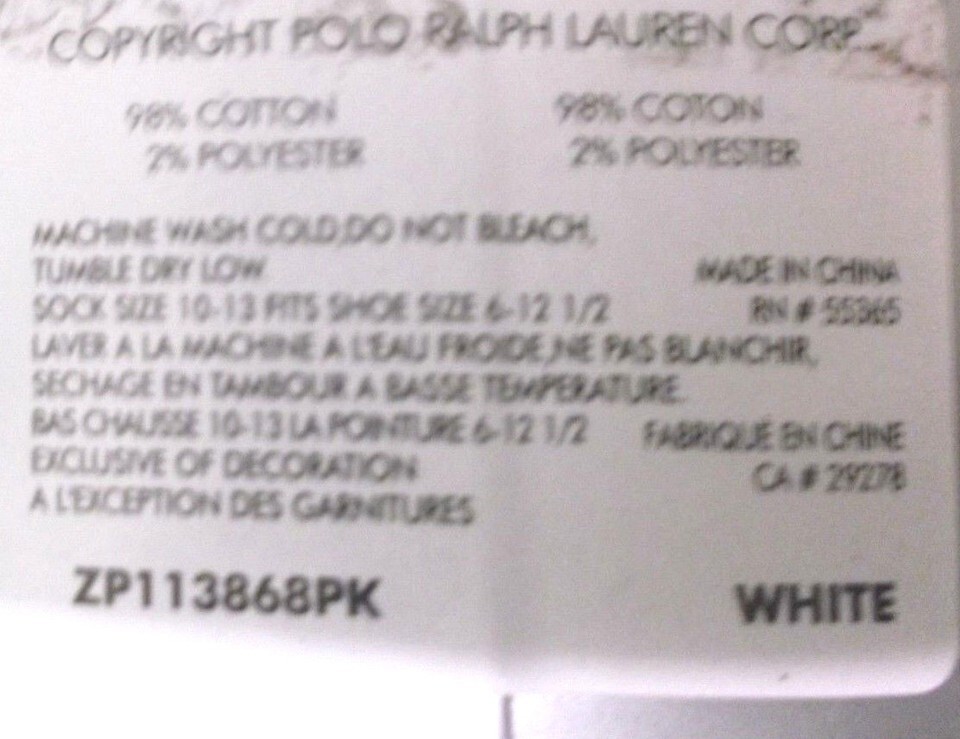 COPYRIGHT POLO RALPH LAUREN CORP.
98% COTTON 98% COTON
2% POLYESTER 2% POLYESTER
MACHINE WASH COLD,DO NOT BLEACH,
TUMBLE DRY LOW MADE IN CHINA
SOCK SIZE 10-13 FITS SHOE SIZE 6-12 1/2 RN # 55365
LAVER A LA MACHINE A L'EAU FROIDE,NE PAS BLANCHIR,
SECHAGE EN TAMBOUR A BASSE TEMPERATURE.
BAS CHAUSSE 10-13 LA POINTURE 6-12 1/2 FABRIQUÉ EN CHINE
EXCLUSIVE OF DECORATION CA # 29278
A L'EXCEPTION DES GARNITURES
ZP113868PK WHITE